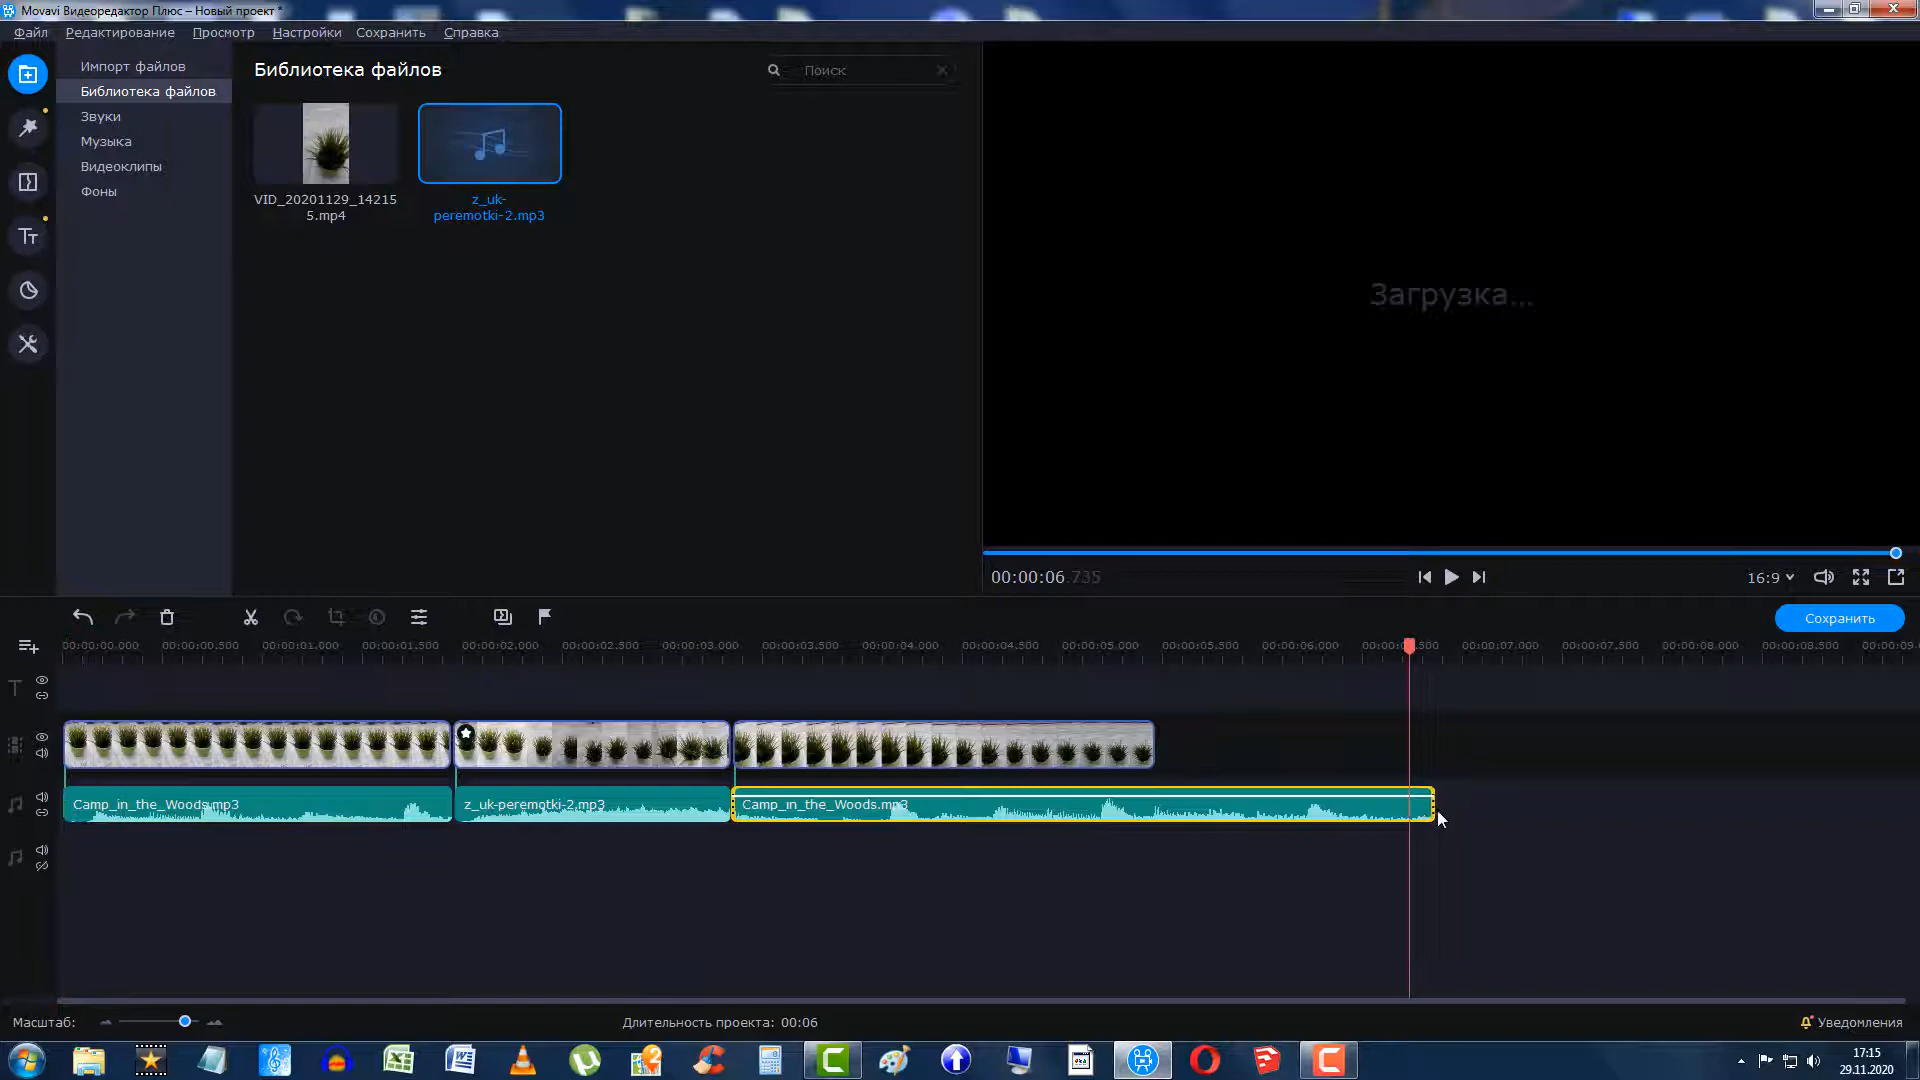 Movavi Видеоредактор Плюс – Новый проект *
Файл Редактирование Просмотр Настройки Сохранить Справка
Импорт файлов
Библиотека файлов
Звуки
Музыка
Видеоклипы
Фоны
Библиотека файлов
Поиск
VID_20201129_14215
5.mp4
z_uk-
peremotki-2.mp3
Загрузка...
00:00:06.735
16:9
Сохранить
00:00:00.000 00:00:00.500 00:00:01.000 00:00:01.500 00:00:02.000 00:00:02.500 00:00:03.000 00:00:03.500 00:00:04.000 00:00:04.500 00:00:05.000 00:00:05.500 00:00:06.000 00:00:06.500 00:00:07.000 00:00:07.500 00:00:08.000 00:00:08.500 00:00:09
Camp_in_the_Woods.mp3
z_uk-peremotki-2.mp3
Camp_in_the_Woods.mp3
Масштаб:
Длительность проекта: 00:06
Уведомления
17:15
29.11.2020